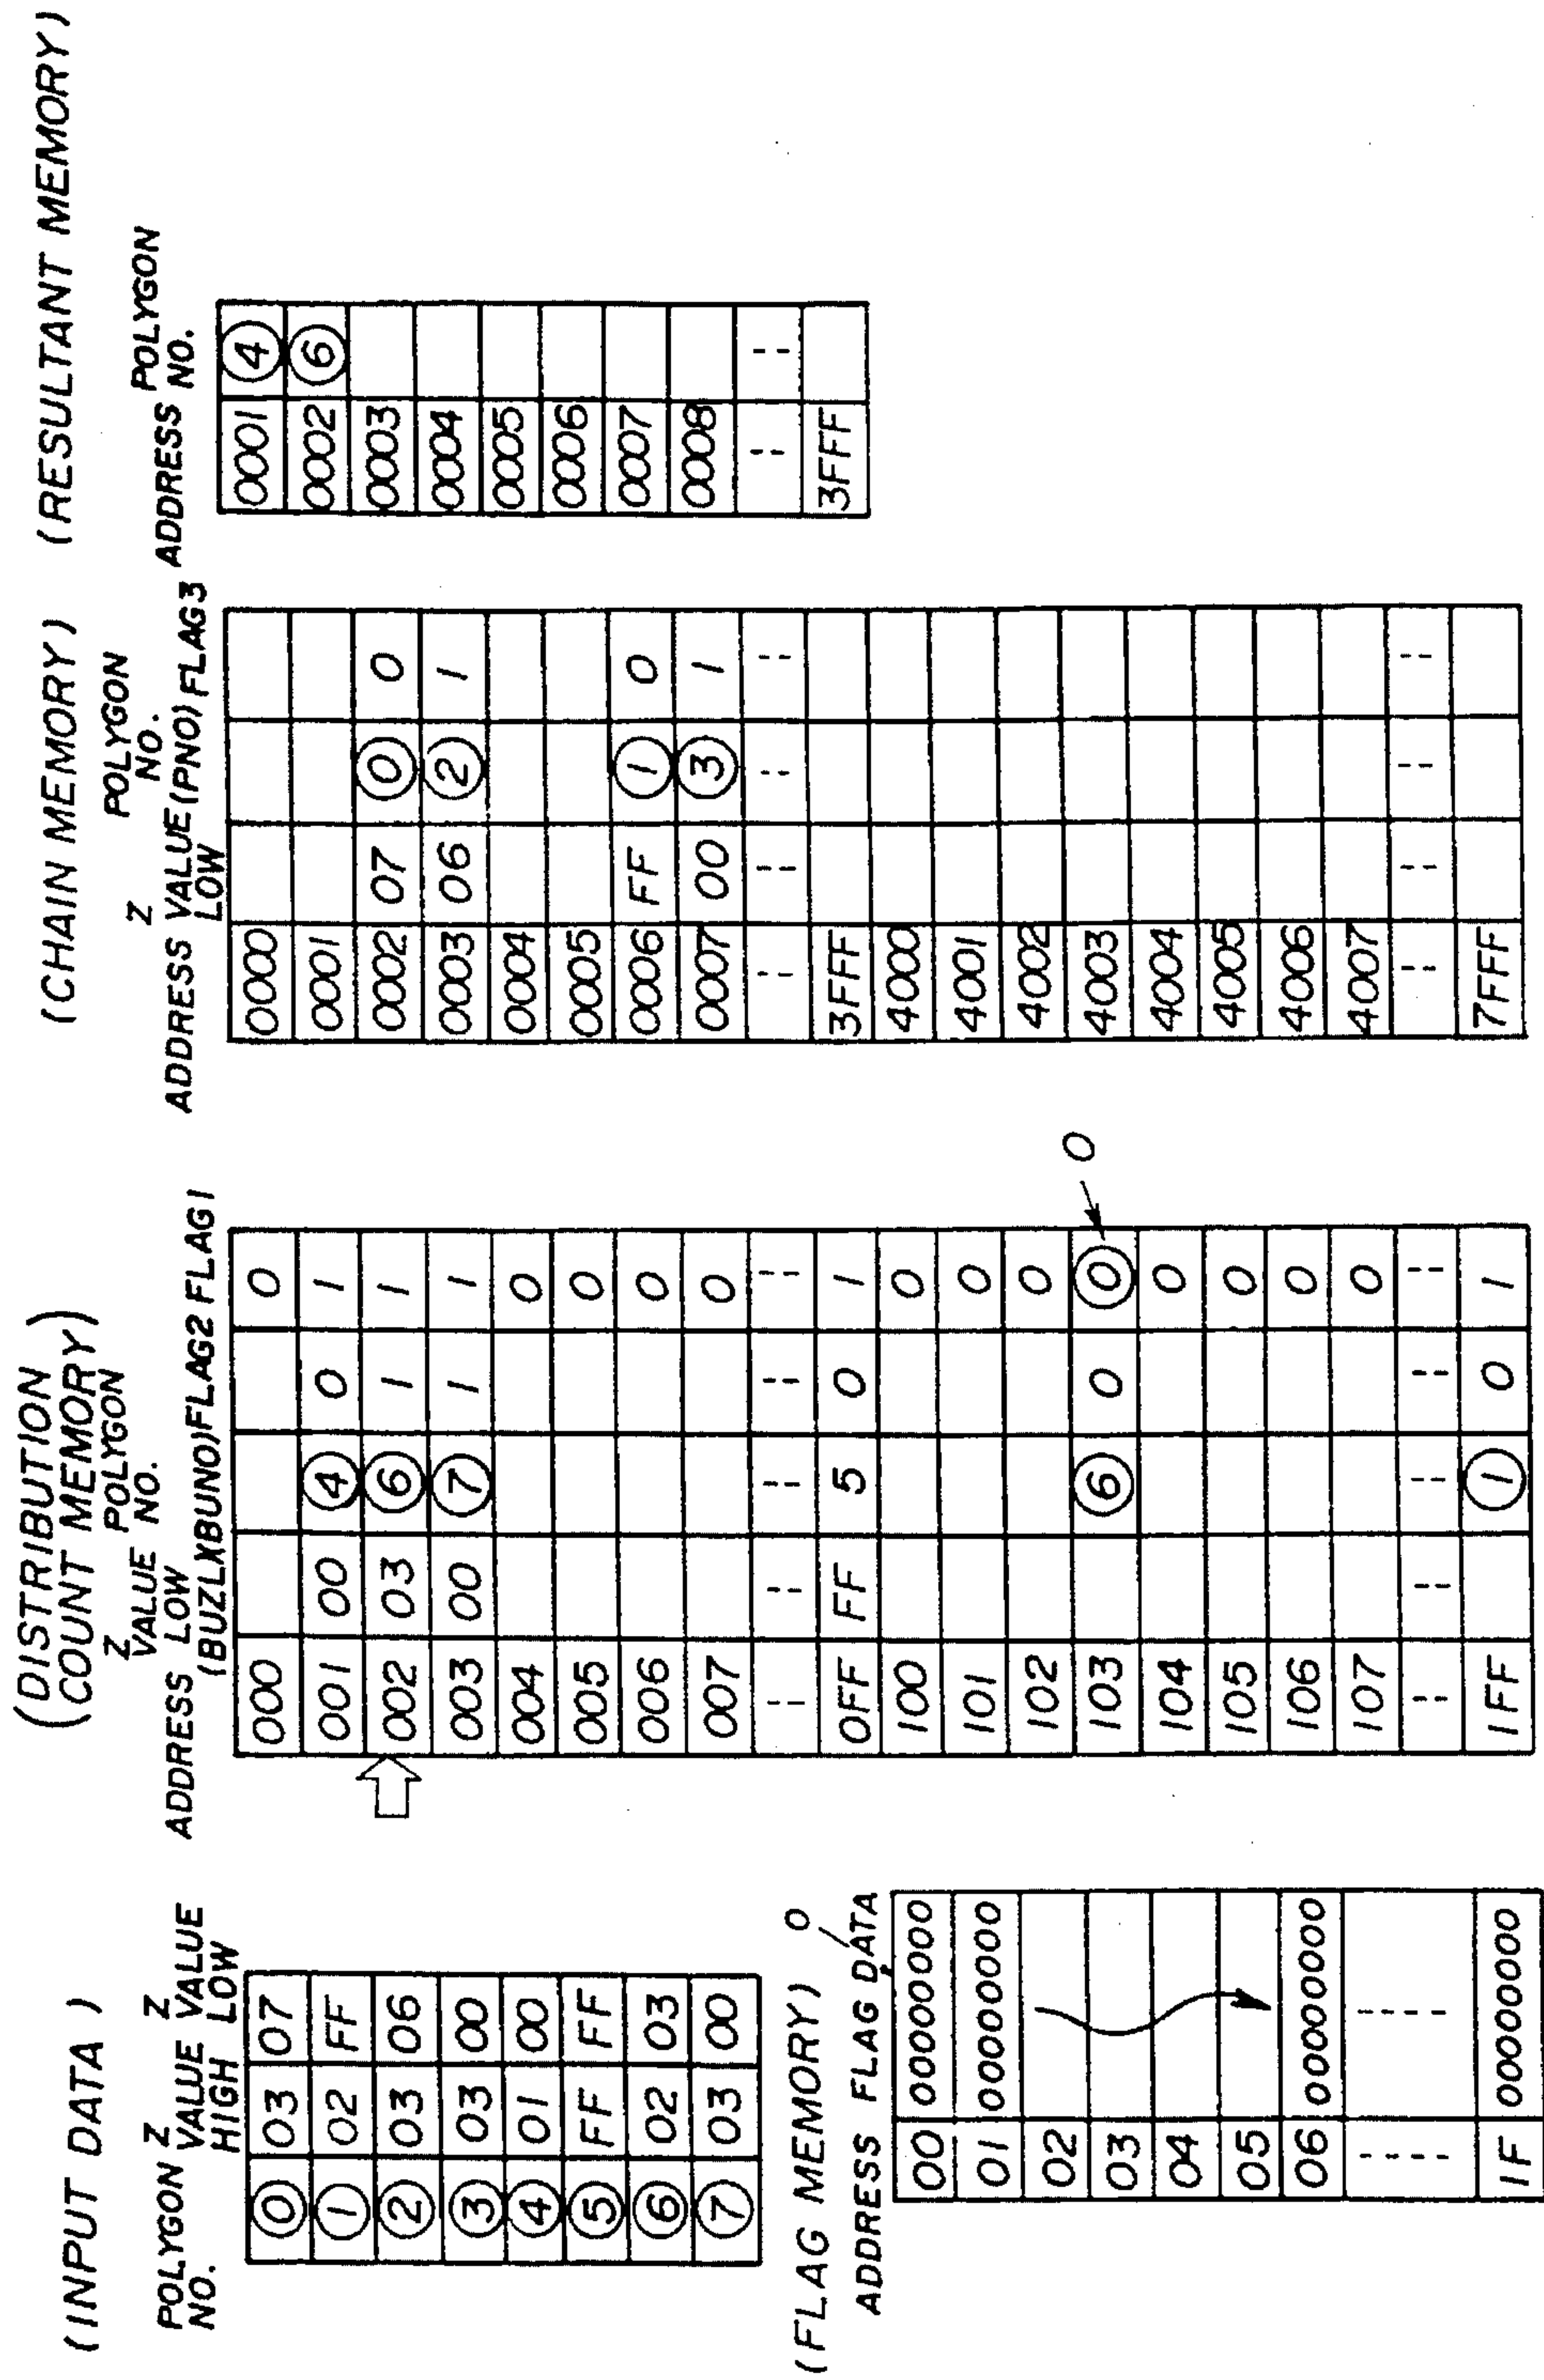 (INPUT DATA)
POLYGON NO. Z VALUE HIGH Z VALUE LOW
0 03 07
1 02 FF
2 03 06
3 03 00
4 01 00
5 FF FF
6 02 03
7 03 00
(FLAG MEMORY)
0
ADDRESS FLAG DATA
00 00000000
01 00000000
02
03
04
05
06 00000000
---- ----
1F 00000000
(DISTRIBUTION COUNT MEMORY)
ADDRESS Z VALUE LOW (BUZLXBUNO) POLYGON NO. FLAG2 FLAG1
000 0
001 00 4 0 1
002 03 6 1 1
003 00 7 1 1
004 0
005 0
006 0
007 0
-- -- -- -- --
0FF FF 5 0 1
100 0
101 0
102 0
103 6 0 0
0
104 0
105 0
106 0
107 0
-- -- -- -- --
1FF 1 0 1
(CHAIN MEMORY)
ADDRESS Z VALUE LOW POLYGON NO. (PNO) FLAG3
0000
0001
0002 07 0 0
0003 06 2 1
0004
0005
0006 FF 1 0
0007 00 3 1
-- -- -- --
3FFF
4000
4001
4002
4003
4004
4005
4006
4007
-- -- -- --
7FFF
(RESULTANT MEMORY)
ADDRESS POLYGON NO.
0001 4
0002 6
0003
0004
0005
0006
0007
0008
-- --
3FFF